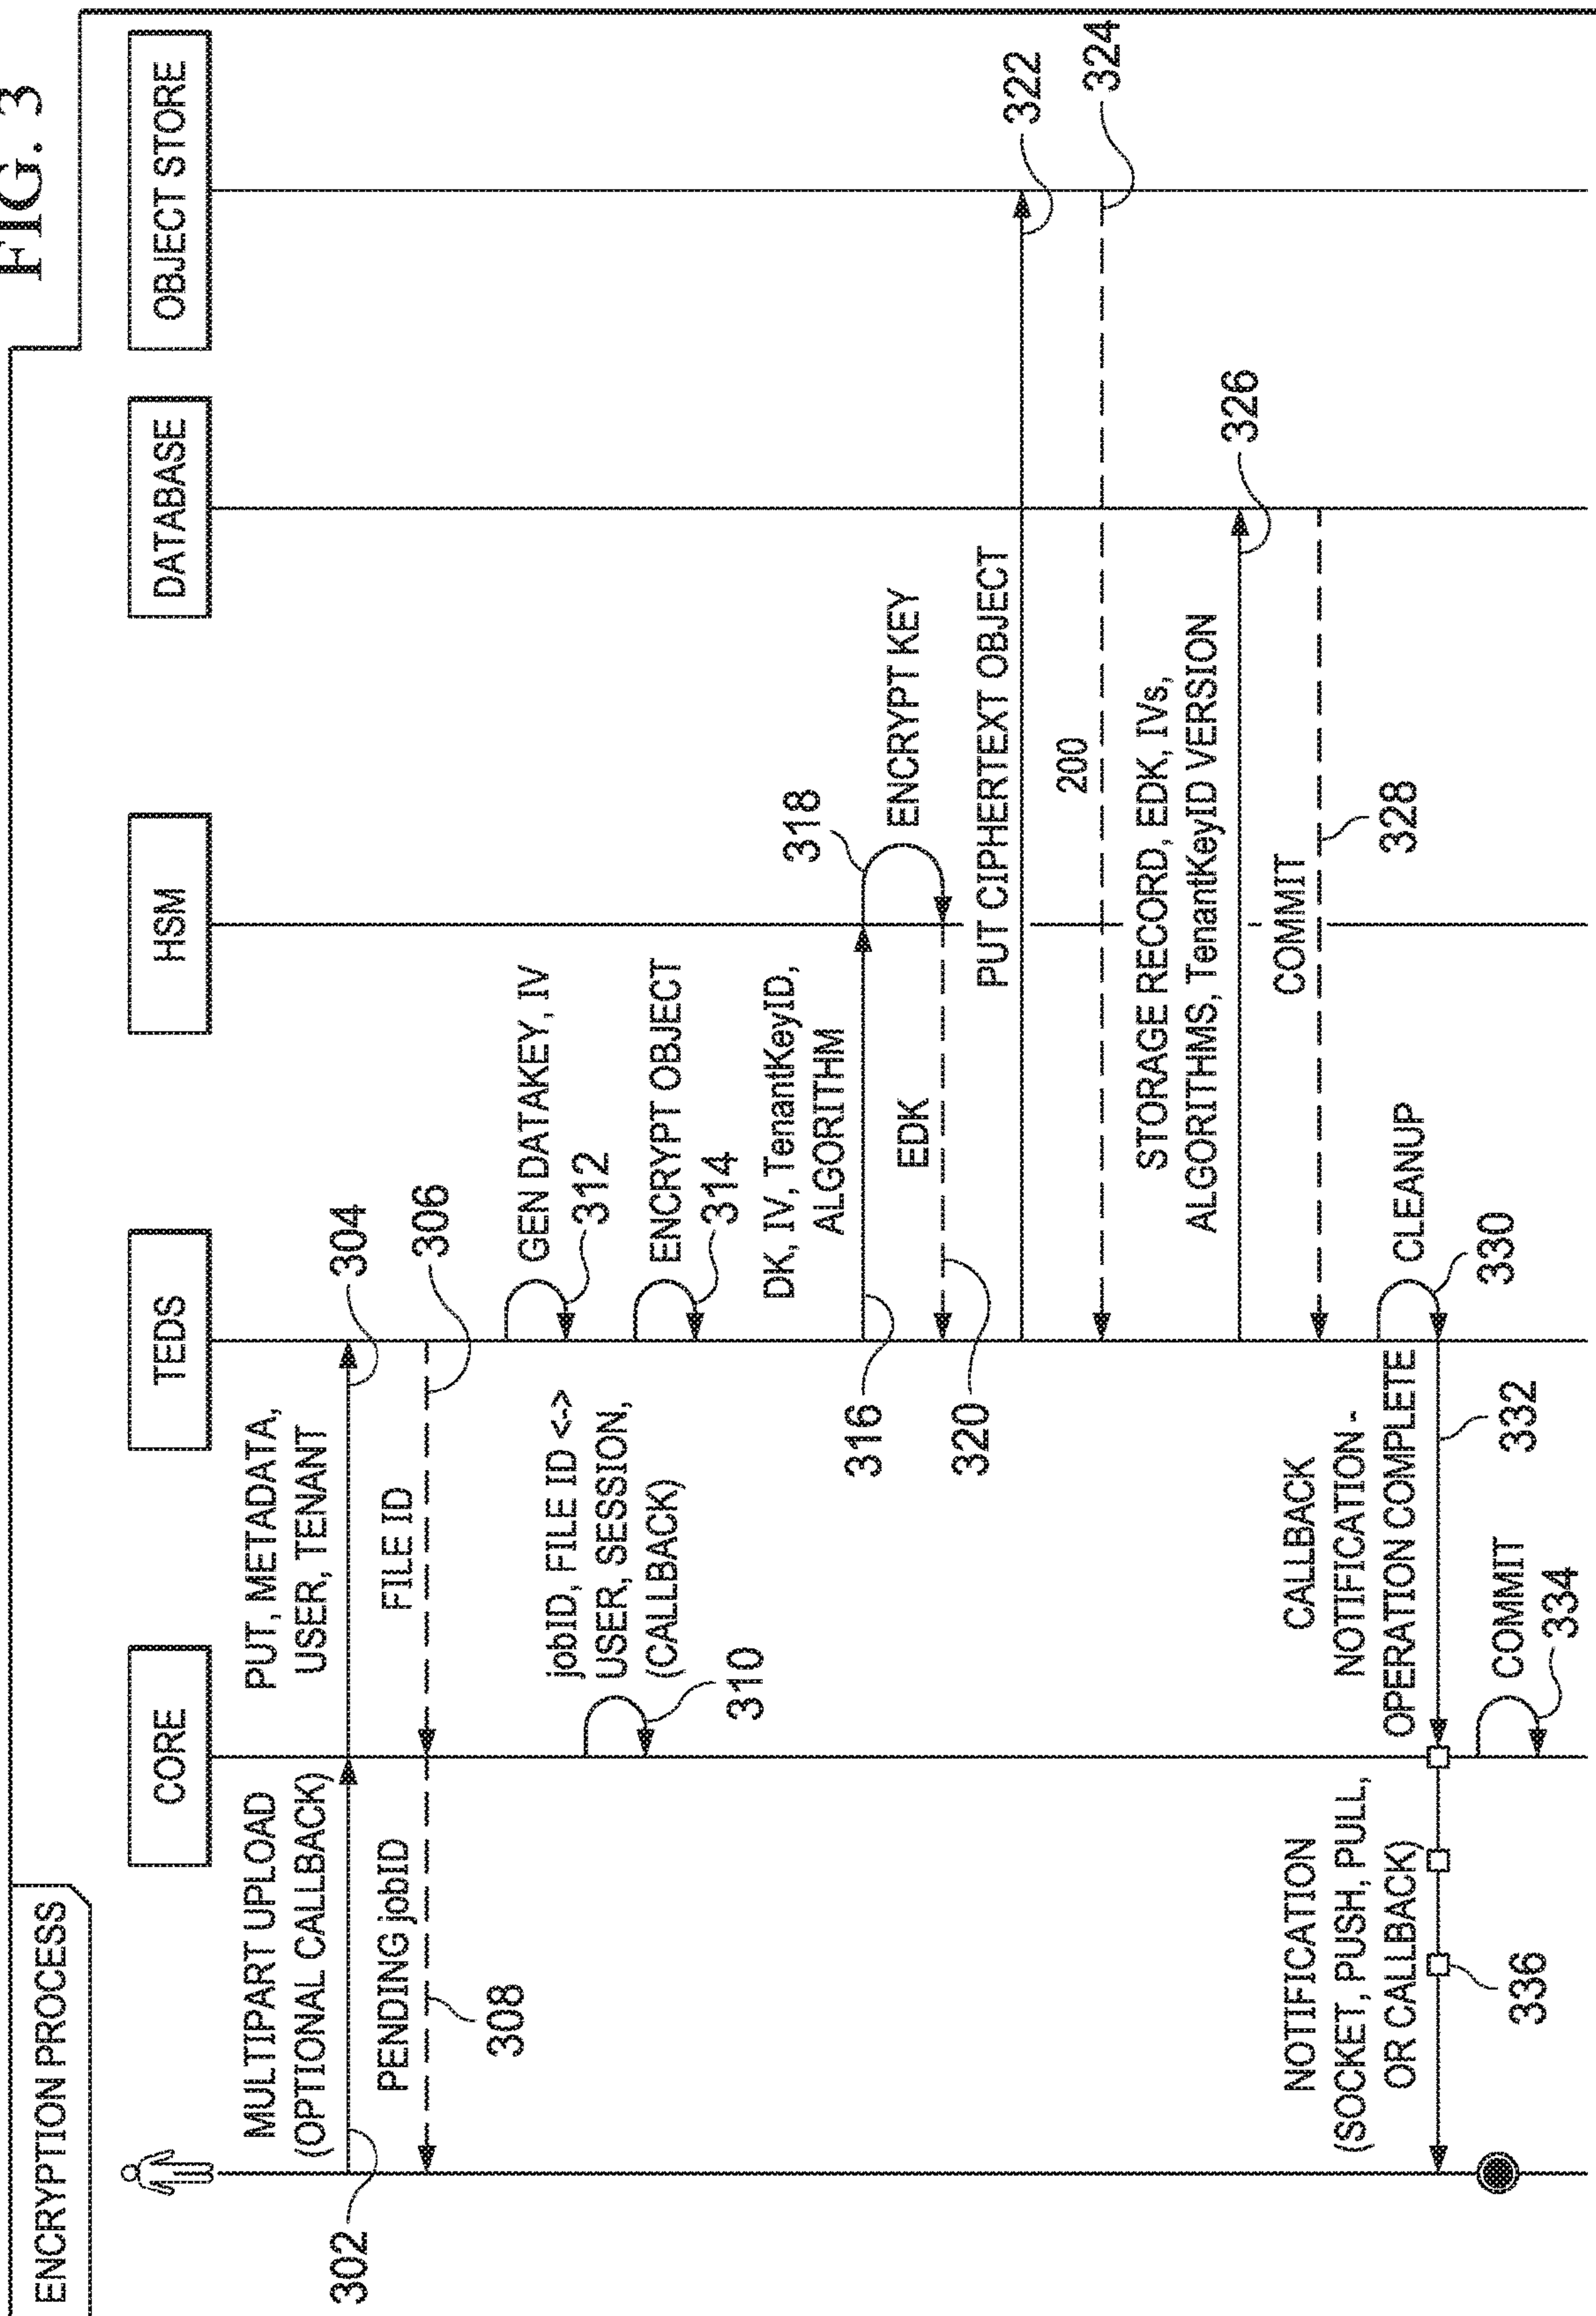 FIG. 3
ENCRYPTION PROCESS
CORE
TEDS
HSM
DATABASE
OBJECT STORE
MULTIPART UPLOAD
(OPTIONAL CALLBACK)
302
PUT, METADATA,
USER, TENANT
304
PENDING jobID
308
FILE ID
306
GEN DATAKEY, IV
312
jobID, FILE ID <->
USER, SESSION,
(CALLBACK)
310
ENCRYPT OBJECT
314
DK, IV, TenantKeyID,
ALGORITHM
316
318
ENCRYPT KEY
EDK
320
PUT CIPHERTEXT OBJECT
322
200
324
STORAGE RECORD, EDK, IVs,
ALGORITHMS, TenantKeyID VERSION
326
COMMIT
328
CLEANUP
330
CALLBACK
NOTIFICATION -
OPERATION COMPLETE
332
NOTIFICATION
(SOCKET, PUSH, PULL,
OR CALLBACK)
336
COMMIT
334